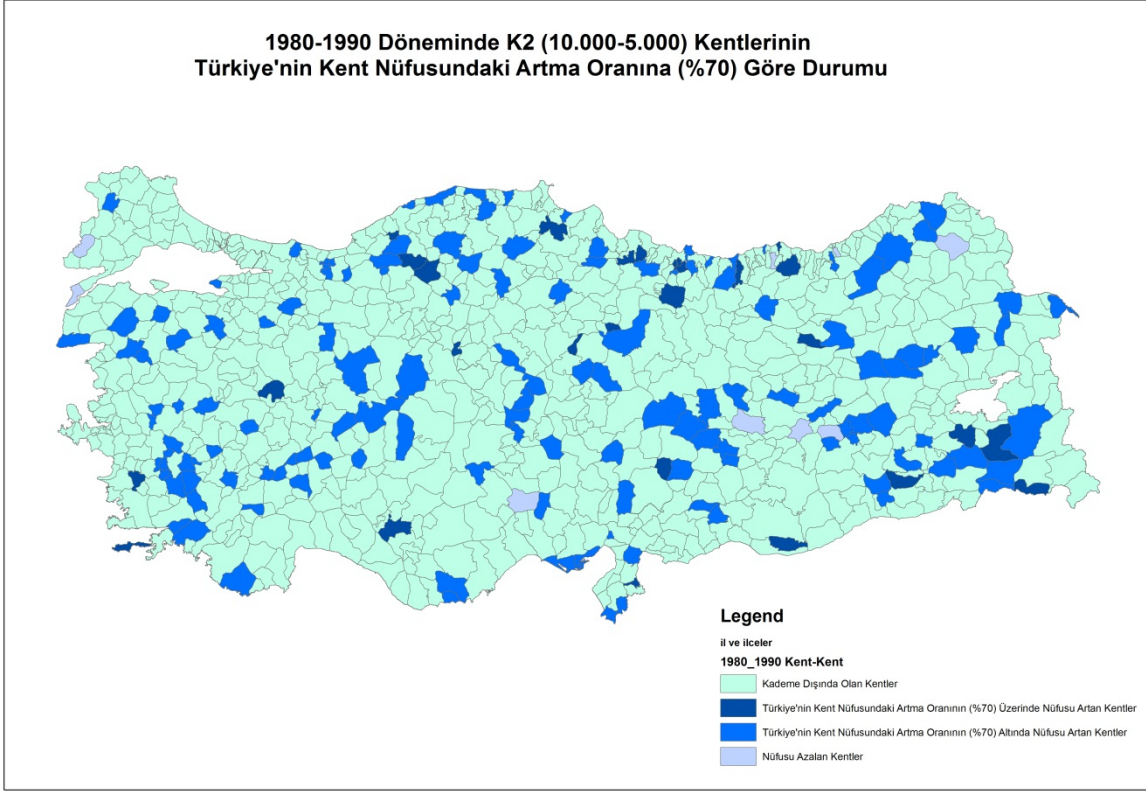 1980-1990 Döneminde K2 (10.000-5.000) Kentlerinin
Türkiye'nin Kent Nüfusundaki Artma Oranına (%70) Göre Durumu
Legend
il ve ilceler
1980_1990 Kent-Kent
Kademe Dışında Olan Kentler
Türkiye'nin Kent Nüfusundaki Artma Oranının (%70) Üzerinde Nüfusu Artan Kentler
Türkiye'nin Kent Nüfusundaki Artma Oranının (%70) Altında Nüfusu Artan Kentler
Nüfusu Azalan Kentler